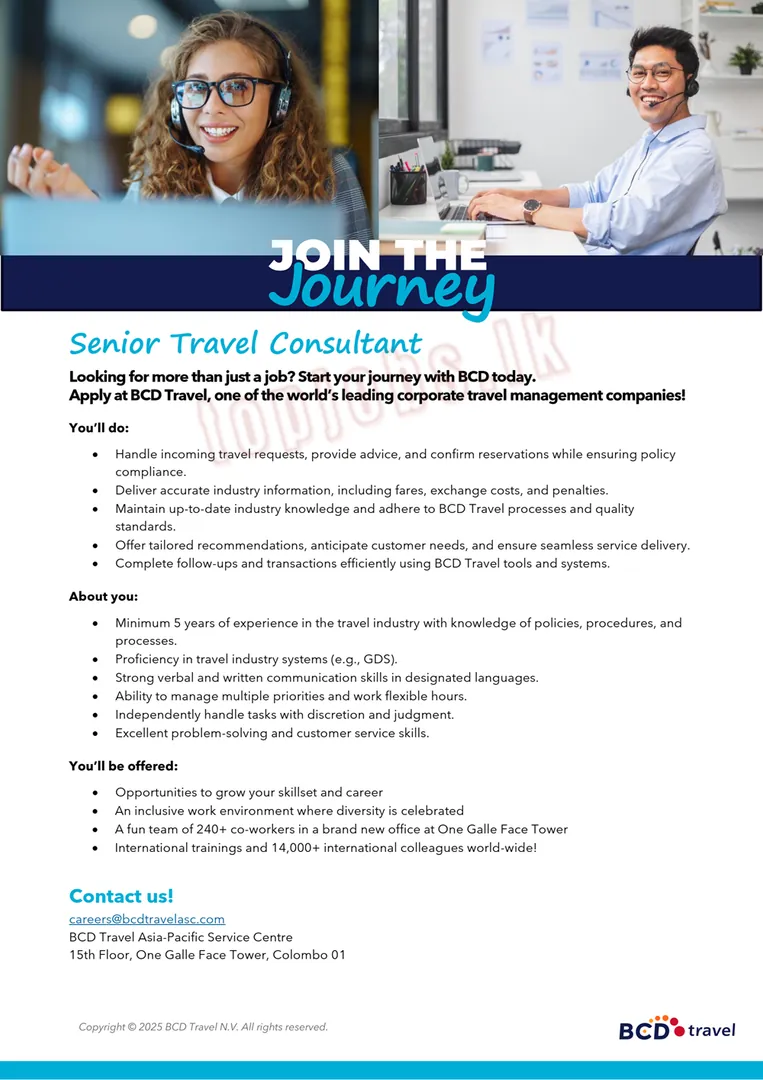 JOIN THE
Journey
Senior Travel Consultant
Looking for more than just a job? Start your journey with BCD today.
Apply at BCD Travel, one of the world's leading corporate travel management companies!
topjobs.lk
You'll do:
• Handle incoming travel requests, provide advice, and confirm reservations while ensuring policy
compliance.
• Deliver accurate industry information, including fares, exchange costs, and penalties.
• Maintain up-to-date industry knowledge and adhere to BCD Travel processes and quality
standards.
• Offer tailored recommendations, anticipate customer needs, and ensure seamless service delivery.
• Complete follow-ups and transactions efficiently using BCD Travel tools and systems.
About you:
• Minimum 5 years of experience in the travel industry with knowledge of policies, procedures, and
processes.
• Proficiency in travel industry systems (e.g., GDS).
• Strong verbal and written communication skills in designated languages.
• Ability to manage multiple priorities and work flexible hours.
• Independently handle tasks with discretion and judgment.
• Excellent problem-solving and customer service skills.
You'll be offered:
• Opportunities to grow your skillset and career
• An inclusive work environment where diversity is celebrated
• A fun team of 240+ co-workers in a brand new office at One Galle Face Tower
• International trainings and 14,000+ international colleagues world-wide!
Contact us!
careers@bcdtravelasc.com
BCD Travel Asia-Pacific Service Centre
15th Floor, One Galle Face Tower, Colombo 01
Copyright © 2025 BCD Travel N.V. All rights reserved.
BCD travel